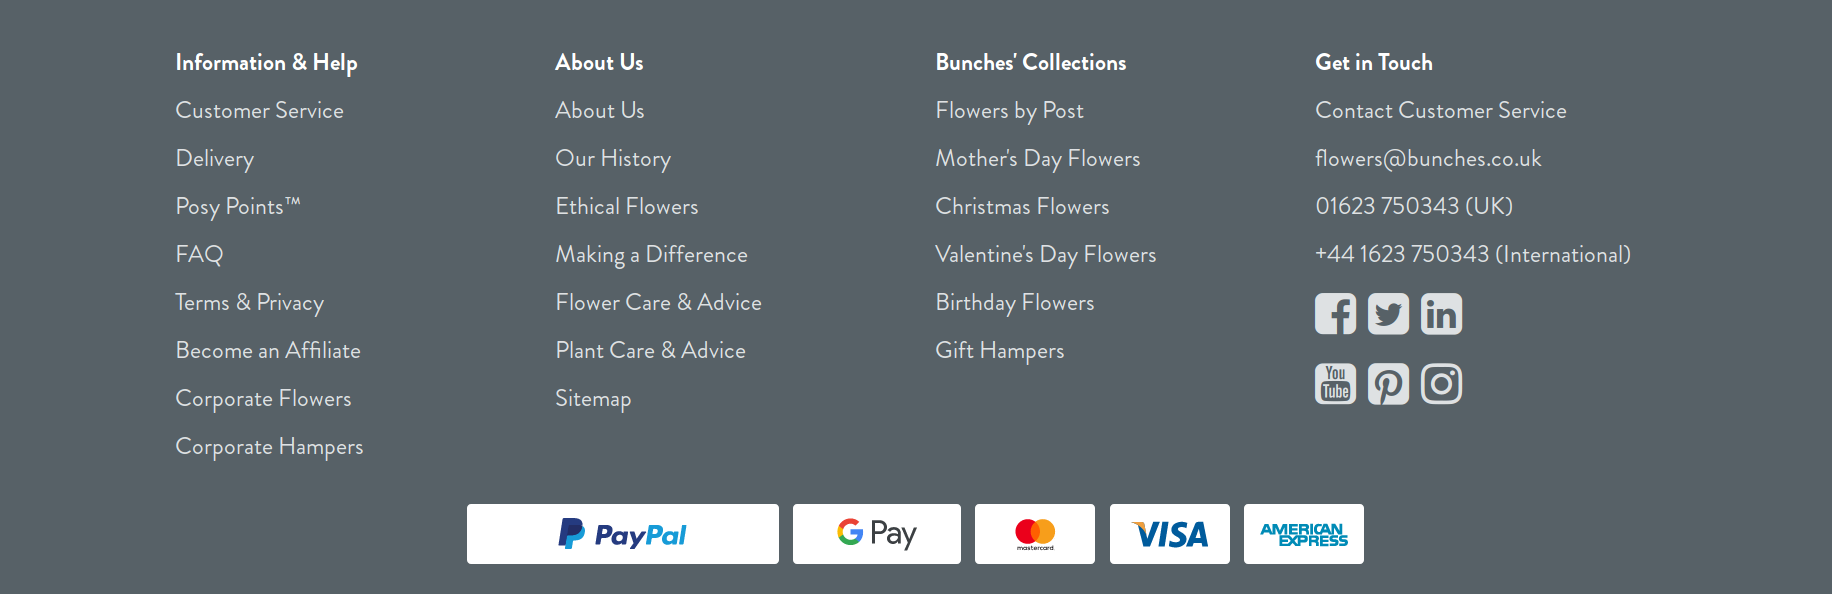 Information & Help
Customer Service
Delivery
Posy Points™
FAQ
Terms & Privacy
Become an Affiliate
Corporate Flowers
Corporate Hampers
About Us
About Us
Our History
Ethical Flowers
Making a Difference
Flower Care & Advice
Plant Care & Advice
Sitemap
Bunches' Collections
Flowers by Post
Mother's Day Flowers
Christmas Flowers
Valentine's Day Flowers
Birthday Flowers
Gift Hampers
Get in Touch
Contact Customer Service
flowers@bunches.co.uk
01623 750343 (UK)
+44 1623 750343 (International)
You
Tube
PayPal
G Pay
mastercard
VISA
AMERICAN
EXPRESS